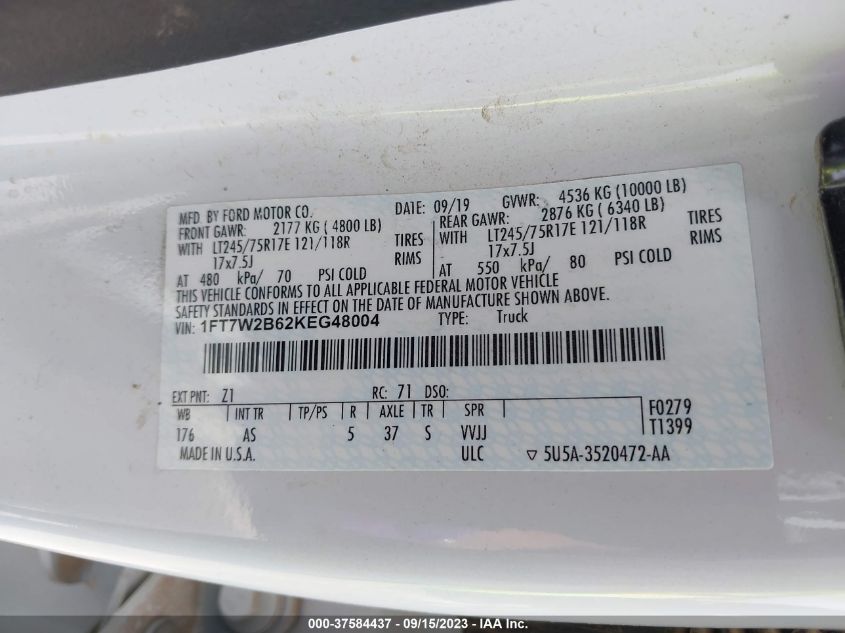 MFD. BY FORD MOTOR CO. DATE: 09/19 GVWR: 4536 KG (10000 LB)
FRONT GAWR: 2177 KG ( 4800 LB) REAR GAWR: 2876 KG ( 6340 LB)
WITH LT245/75R17E 121/118R TIRES WITH LT245/75R17E 121/118R TIRES
17x7.5J RIMS 17x7.5J RIMS
AT 480 kPa/ 70 PSI COLD AT 550 kPa/ 80 PSI COLD
THIS VEHICLE CONFORMS TO ALL APPLICABLE FEDERAL MOTOR VEHICLE
SAFETY STANDARDS IN EFFECT ON THE DATE OF MANUFACTURE SHOWN ABOVE.
VIN: 1FT7W2B62KEG48004 TYPE: Truck
EXT PNT: Z1 RC: 71 DSO:
WB INT TR TP/PS R AXLE TR SPR F0279
176 AS 5 37 S VVJJ T1399
MADE IN U.S.A. ULC ▽ 5U5A-3520472-AA
000-37584437 - 09/15/2023 - © IAA, Inc.